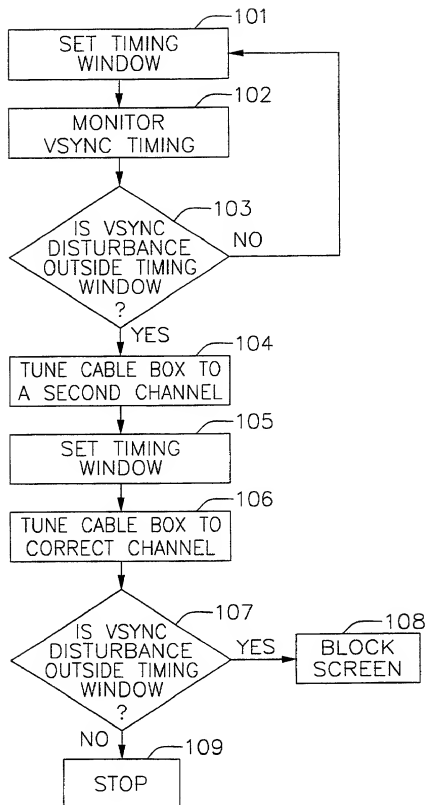 101
SET TIMING
WINDOW
102
MONITOR
VSYNC TIMING
103
IS VSYNC
DISTURBANCE
OUTSIDE TIMING
WINDOW
?
NO
YES
104
TUNE CABLE BOX TO
A SECOND CHANNEL
105
SET TIMING
WINDOW
106
TUNE CABLE BOX TO
CORRECT CHANNEL
107
IS VSYNC
DISTURBANCE
OUTSIDE TIMING
WINDOW
?
YES
108
BLOCK
SCREEN
NO
109
STOP